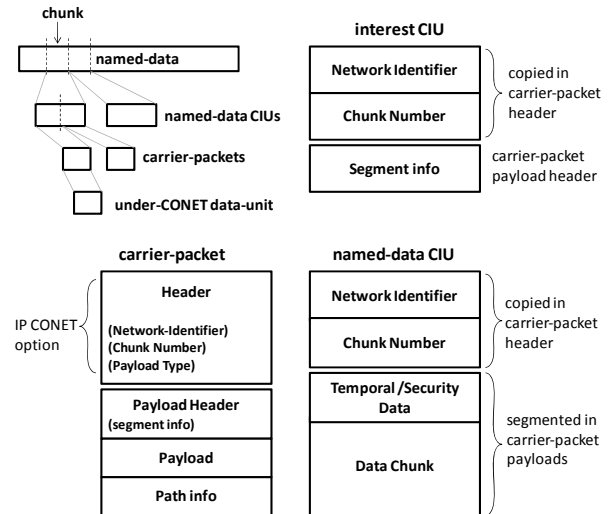 chunk
named-data
named-data CIUs
carrier-packets
under-CONET data-unit
interest CIU
Network Identifier
Chunk Number
Segment info
copied in
carrier-packet
header
carrier-packet
payload header
carrier-packet
IP CONET
option
Header
(Network-Identifier)
(Chunk Number)
(Payload Type)
Payload Header
(segment info)
Payload
Path info
named-data CIU
Network Identifier
Chunk Number
Temporal /Security
Data
Data Chunk
copied in
carrier-packet
header
segmented in
carrier-packet
payloads